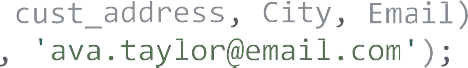 cust_address, City, Email)
, 'ava.taylor@email.com');